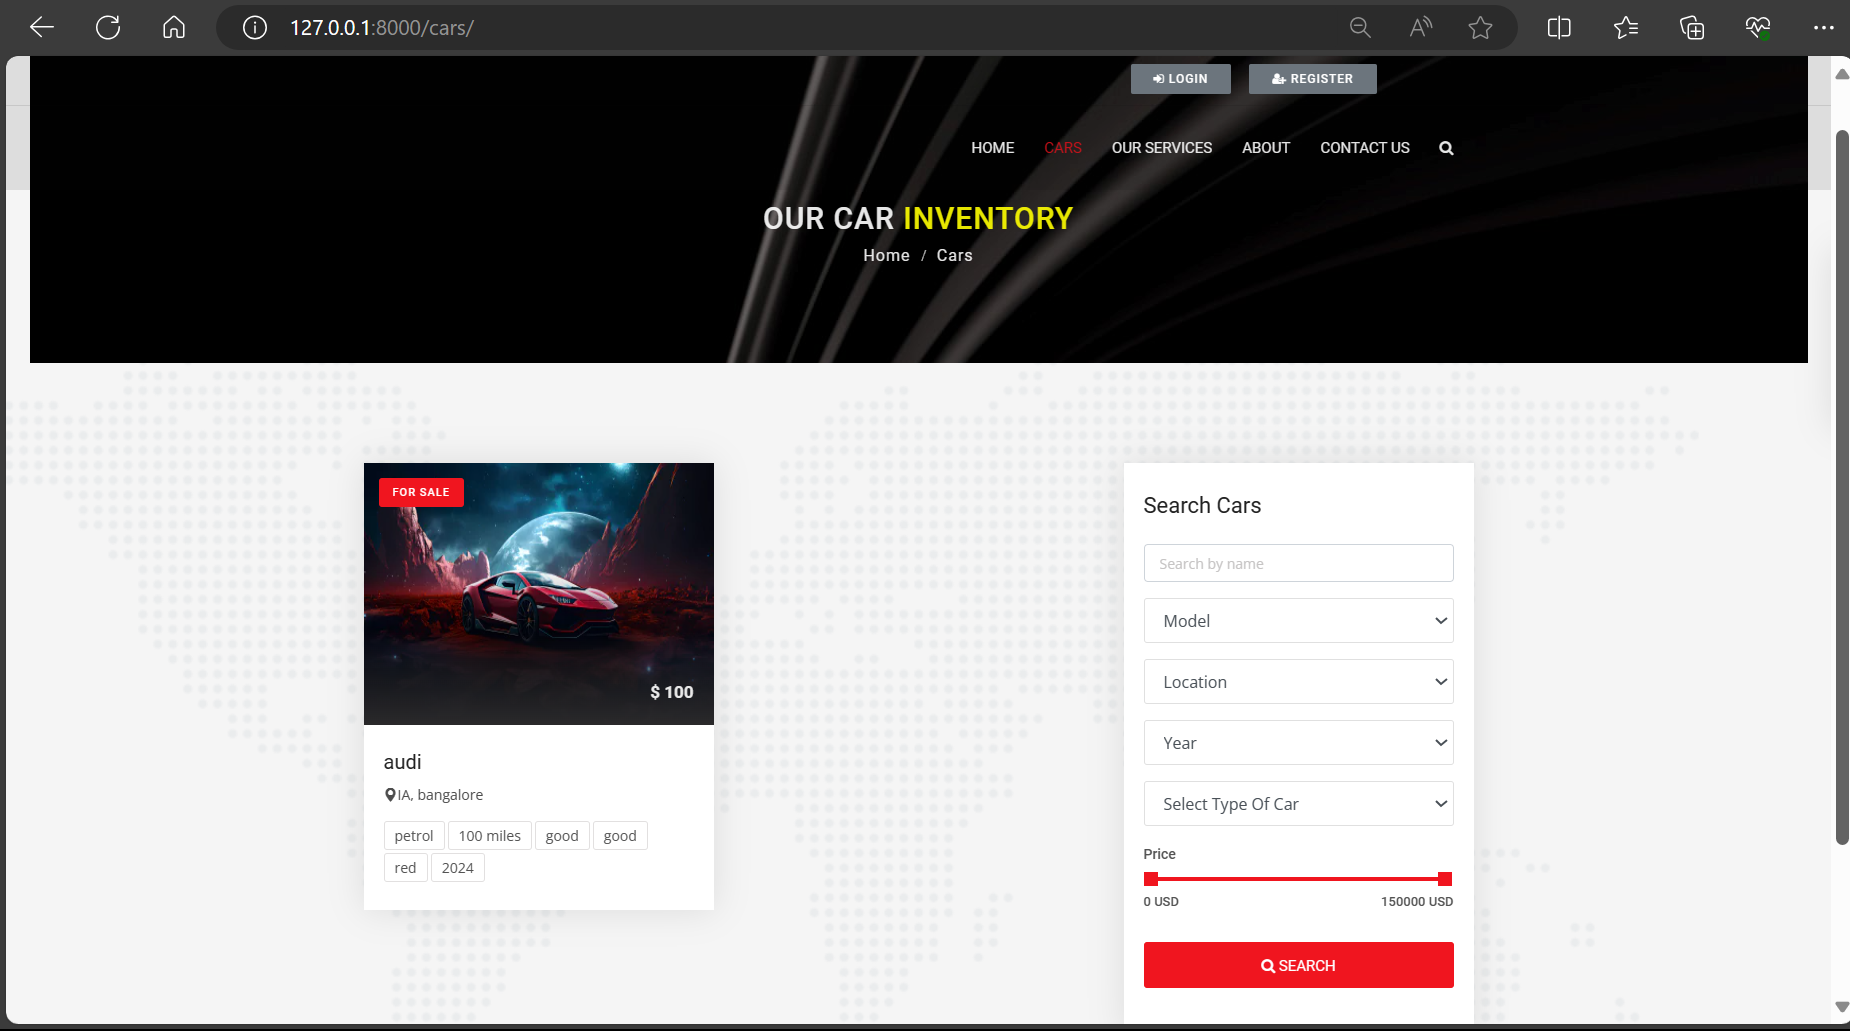 127.0.0.1:8000/cars/
LOGIN REGISTER
HOME CARS OUR SERVICES ABOUT CONTACT US
OUR CAR INVENTORY
Home / Cars
FOR SALE
$ 100
audi
IA, bangalore
petrol 100 miles good good
red 2024
Search Cars
Search by name
Model
Location
Year
Select Type Of Car
Price
0 USD 150000 USD
SEARCH